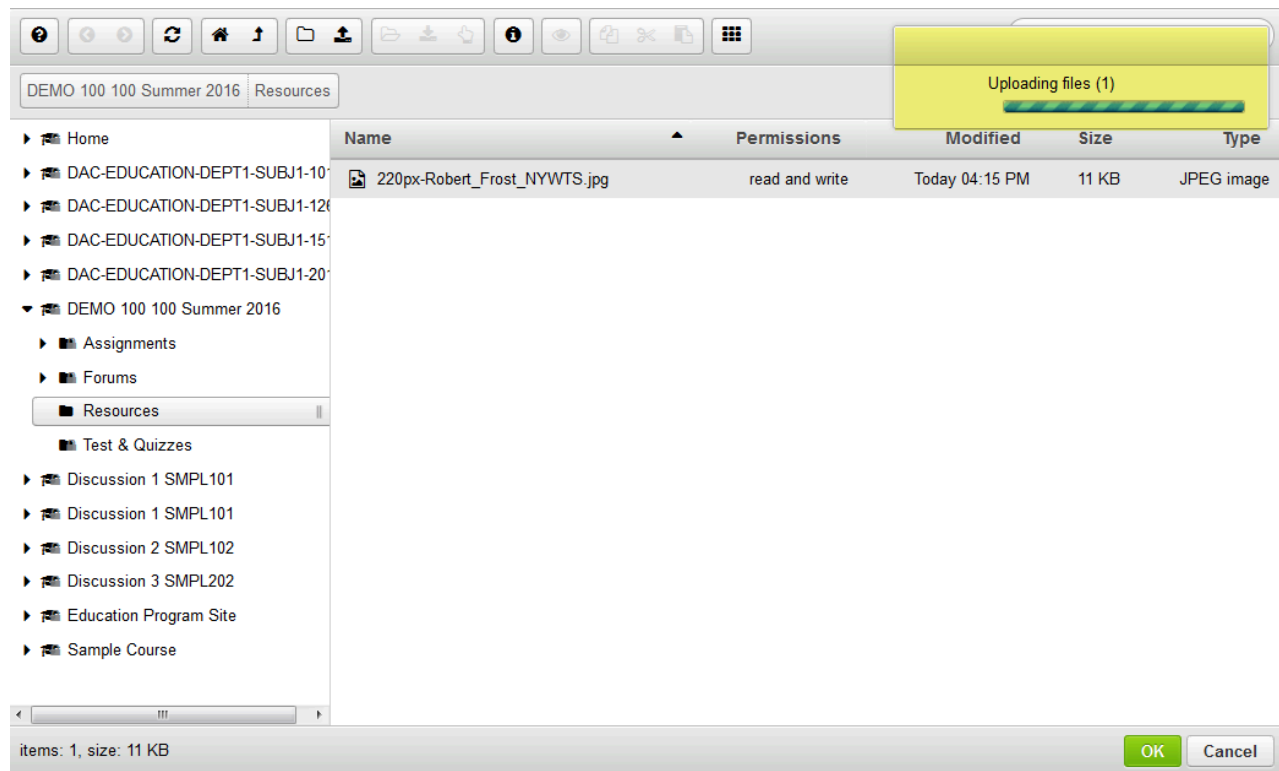 Uploading files (1)
DEMO 100 100 Summer 2016 Resources
Name Permissions Modified Size Type
220px-Robert_Frost_NYWTS.jpg read and write Today 04:15 PM 11 KB JPEG image
Home
DAC-EDUCATION-DEPT1-SUBJ1-101
DAC-EDUCATION-DEPT1-SUBJ1-126
DAC-EDUCATION-DEPT1-SUBJ1-151
DAC-EDUCATION-DEPT1-SUBJ1-201
DEMO 100 100 Summer 2016
Assignments
Forums
Resources
Test & Quizzes
Discussion 1 SMPL101
Discussion 1 SMPL101
Discussion 2 SMPL102
Discussion 3 SMPL202
Education Program Site
Sample Course
items: 1, size: 11 KB
OK Cancel